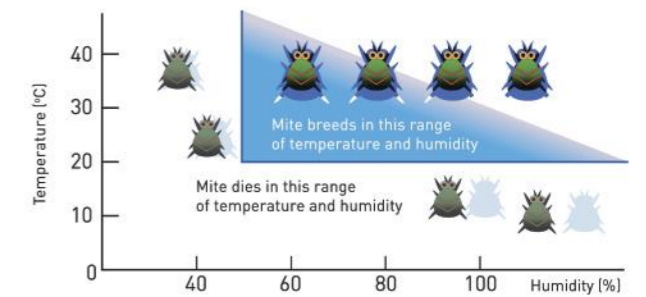 Temperature (ºC)
40
30
20
10
0
Mite breeds in this range
of temperature and humidity
Mite dies in this range
of temperature and humidity
40
60
80
100
Humidity (%)